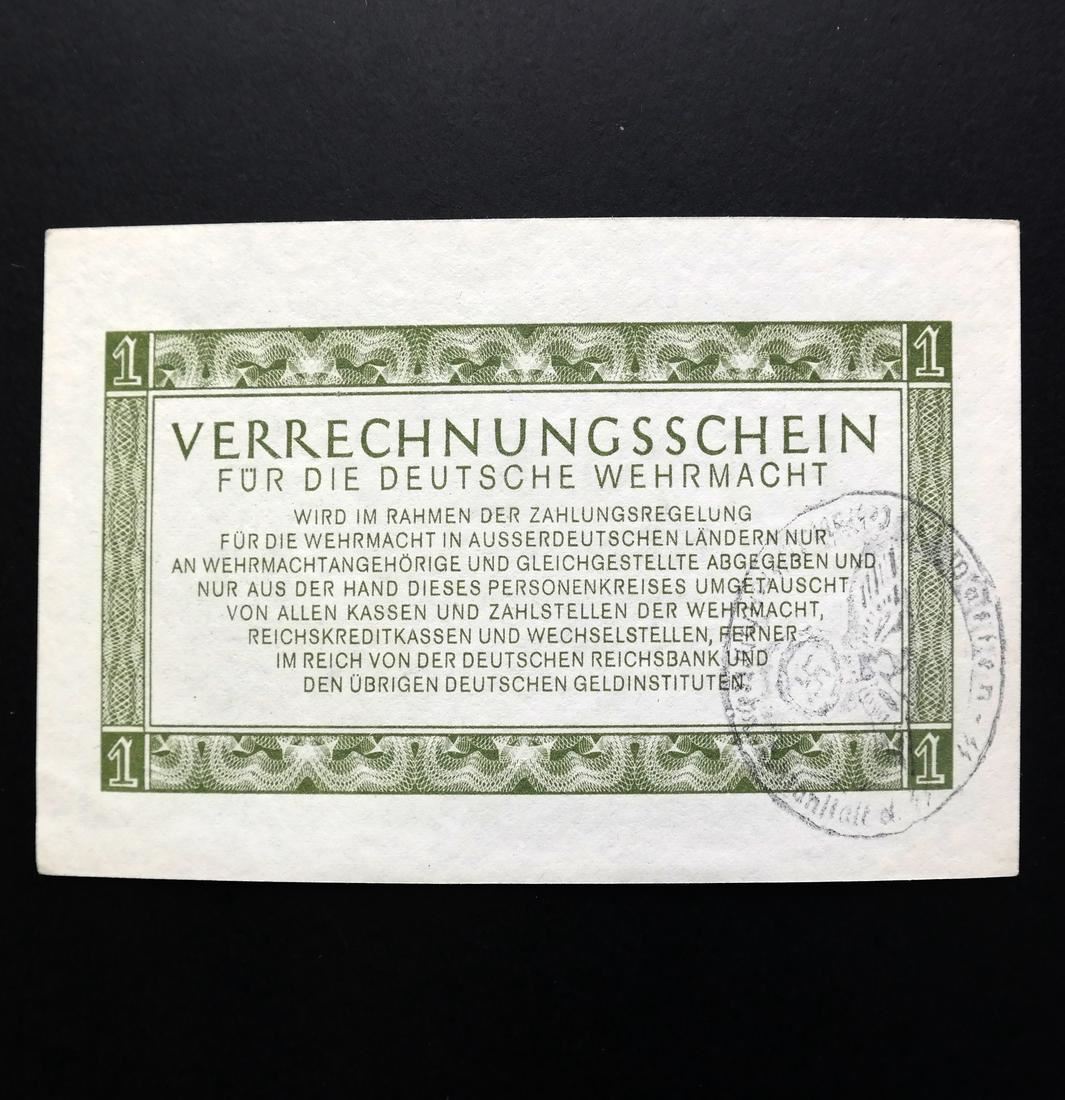 1 1
VERRECHNUNGSSCHEIN
FÜR DIE DEUTSCHE WEHRMACHT
WIRD IM RAHMEN DER ZAHLUNGSREGELUNG
FÜR DIE WEHRMACHT IN AUSSERDEUTSCHEN LÄNDERN NUR
AN WEHRMACHTANGEHÖRIGE UND GLEICHGESTELLTE ABGEGEBEN UND
NUR AUS DER HAND DIESES PERSONENKREISES UMGETAUSCHT
VON ALLEN KASSEN UND ZAHLSTELLEN DER WEHRMACHT,
REICHSKREDITKASSEN UND WECHSELSTELLEN, FERNER
IM REICH VON DER DEUTSCHEN REICHSBANK UND
DEN ÜBRIGEN DEUTSCHEN GELDINSTITUTEN.
1 1